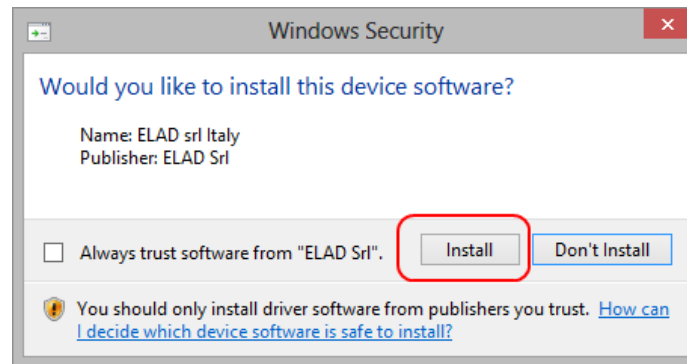 Windows Security
Would you like to install this device software?
Name: ELAD srl Italy
Publisher: ELAD Srl
Always trust software from "ELAD Srl". Install Don't Install
You should only install driver software from publishers you trust. How can
I decide which device software is safe to install?